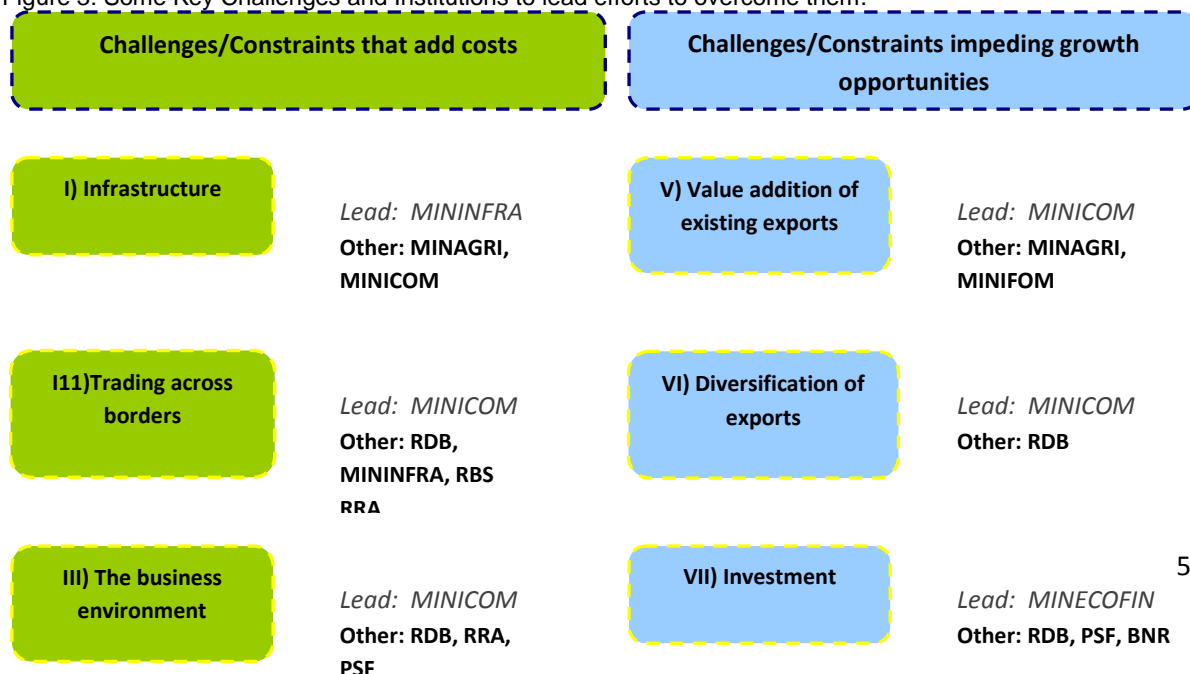 Figure 3: Some Key Challenges and Institutions to lead efforts to overcome them.
Challenges/Constraints that add costs
Challenges/Constraints impeding growth
opportunities
I) Infrastructure
Lead: MININFRA
Other: MINAGRI,
MINICOM
V) Value addition of
existing exports
Lead: MINICOM
Other: MINAGRI,
MINIFOM
I11)Trading across
borders
Lead: MINICOM
Other: RDB,
MININFRA, RBS
RRA
VI) Diversification of
exports
Lead: MINICOM
Other: RDB
III) The business
environment
Lead: MINICOM
Other: RDB, RRA,
PSF
VII) Investment
Lead: MINECOFIN
Other: RDB, PSF, BNR
5